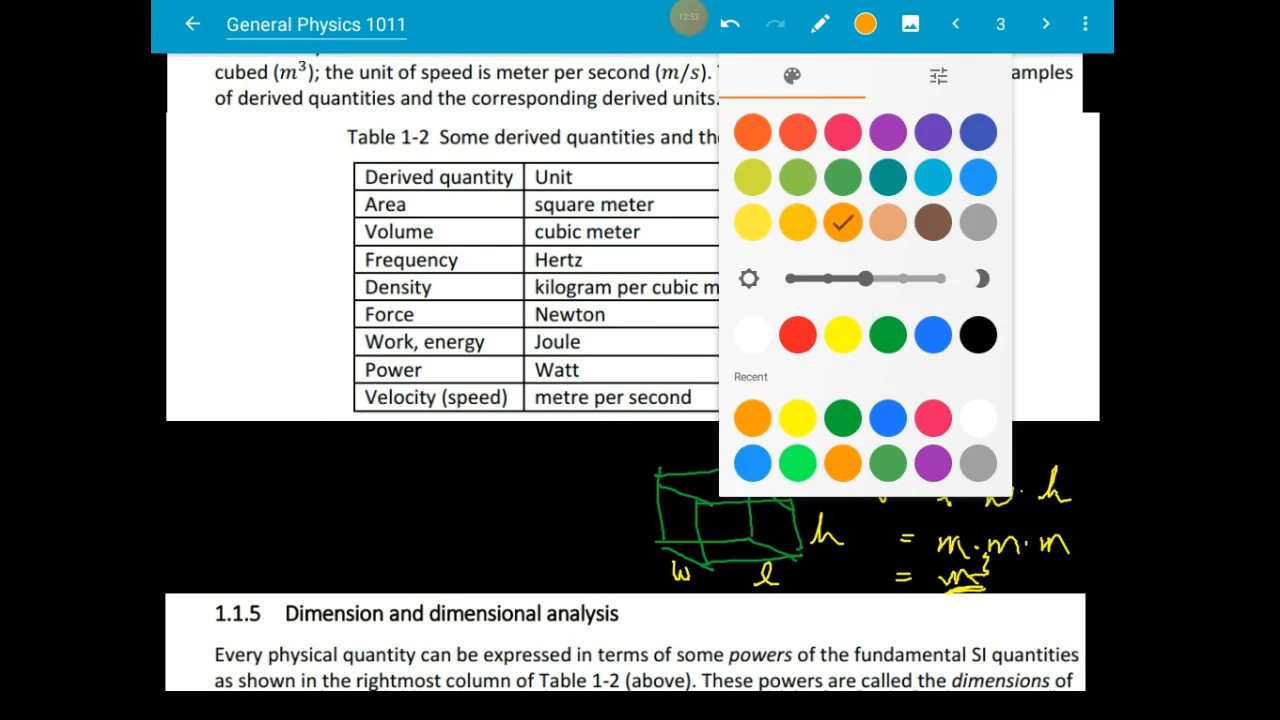 12:52
General Physics 1011
3
cubed (m³); the unit of speed is meter per second (m/s).
amples
of derived quantities and the corresponding derived units.
Table 1-2 Some derived quantities and the
Derived quantity Unit
Area square meter
Volume cubic meter
Frequency Hertz
Density kilogram per cubic m
Force Newton
Work, energy Joule
Power Watt
Velocity (speed) metre per second
Recent
· h
h = m·m·m
w l = m³
1.1.5 Dimension and dimensional analysis
Every physical quantity can be expressed in terms of some powers of the fundamental SI quantities
as shown in the rightmost column of Table 1-2 (above). These powers are called the dimensions of